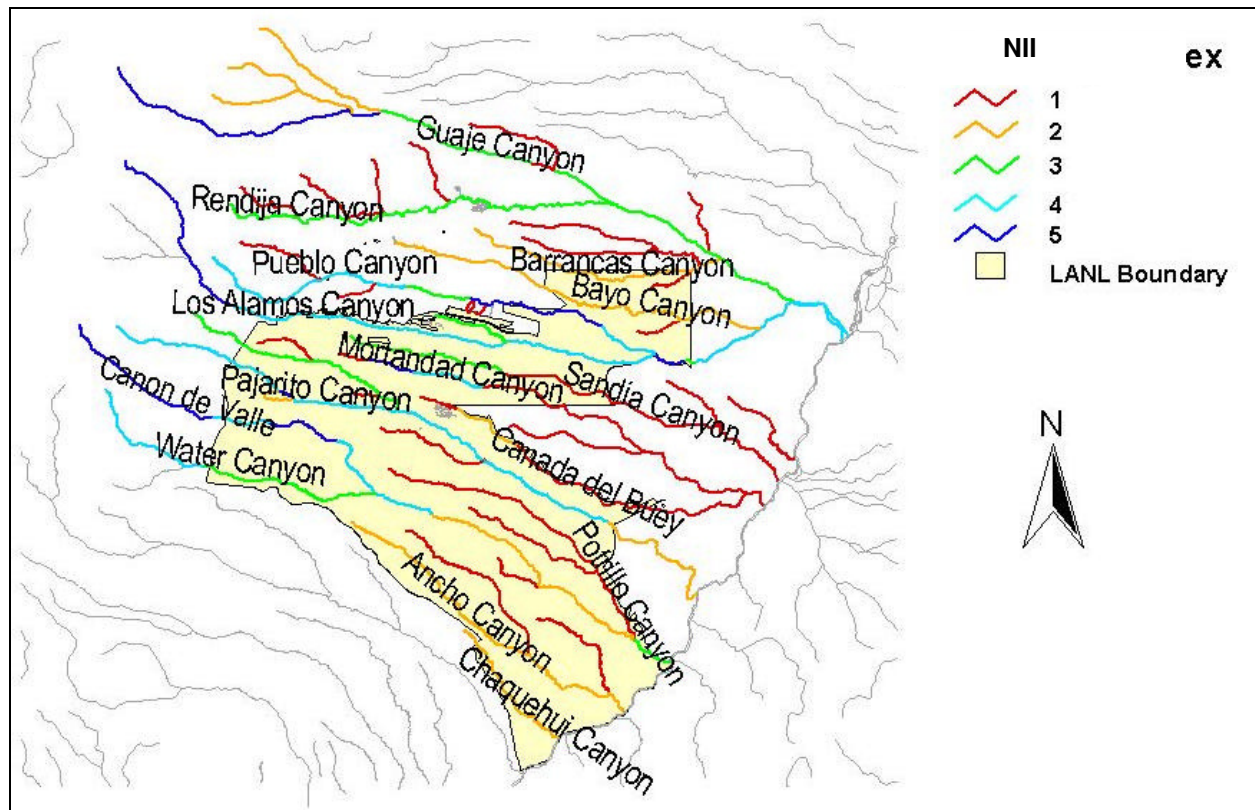 NII
ex
1
2
3
4
5
LANL Boundary
N
Guaje Canyon
Rendija Canyon
Pueblo Canyon
Barrancas Canyon
Bayo Canyon
Los Alamos Canyon
0.7
Mortandad Canyon
Sandia Canyon
Pajarito Canyon
Canon de Valle
Canada del Buey
Water Canyon
Potrillo Canyon
Ancho Canyon
Chaquehui Canyon